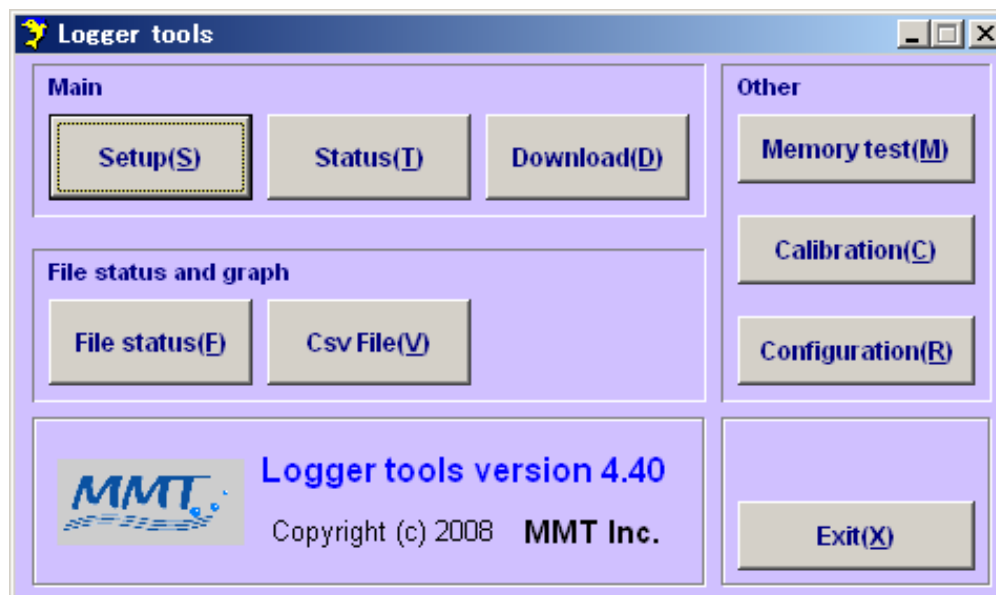 Logger tools
Main
Setup(S)
Status(T)
Download(D)
File status and graph
File status(F)
Csv File(V)
Other
Memory test(M)
Calibration(C)
Configuration(R)
MMT
Logger tools version 4.40
Copyright (c) 2008 MMT Inc.
Exit(X)